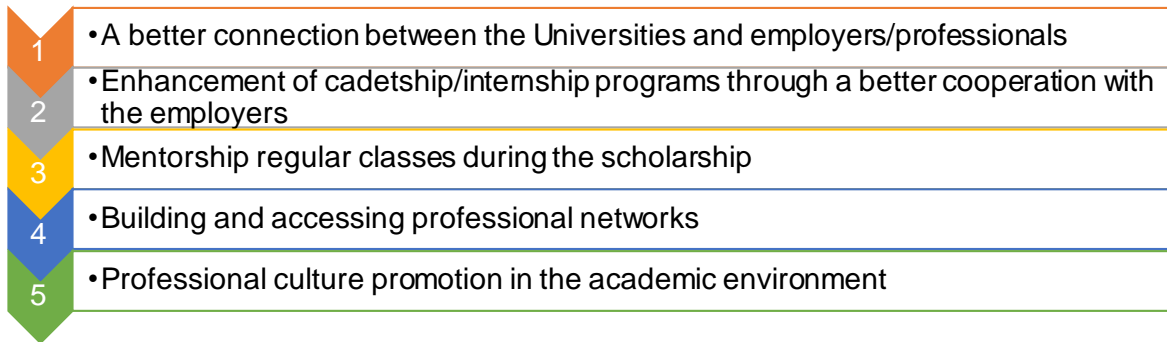 1
•A better connection between the Universities and employers/professionals
2
•Enhancement of cadetship/internship programs through a better cooperation with
the employers
3
•Mentorship regular classes during the scholarship
4
•Building and accessing professional networks
5
•Professional culture promotion in the academic environment